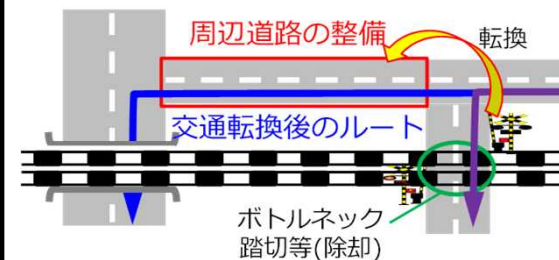 周辺道路の整備
転換
交通転換後のルート
ボトルネック
踏切等(除却)